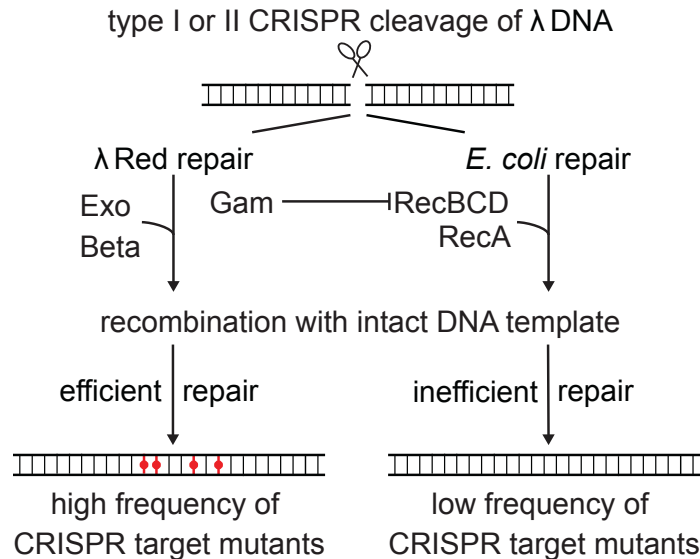 type I or II CRISPR cleavage of λ DNA
λ Red repair
E. coli repair
Exo
Beta
Gam
RecBCD
RecA
recombination with intact DNA template
efficient repair
inefficient repair
high frequency of
CRISPR target mutants
low frequency of
CRISPR target mutants